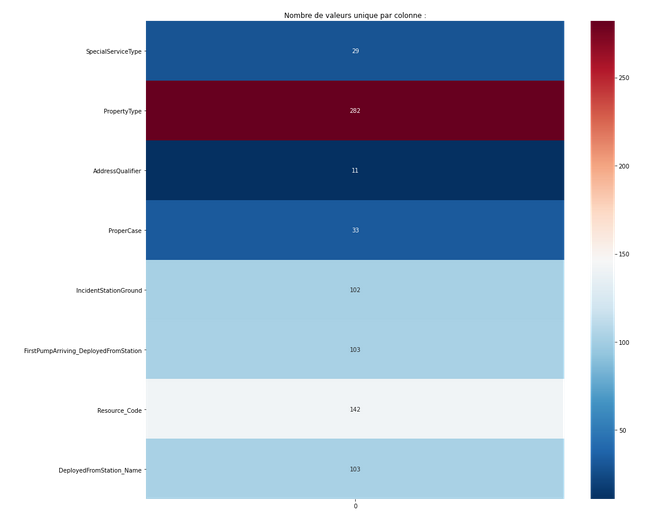 Nombre de valeurs unique par colonne :
SpecialServiceType
29
PropertyType
282
AddressQualifier
11
ProperCase
33
IncidentStationGround
102
FirstPumpArriving_DeployedFromStation
103
Resource_Code
142
DeployedFromStation_Name
103
0
250
200
150
100
50